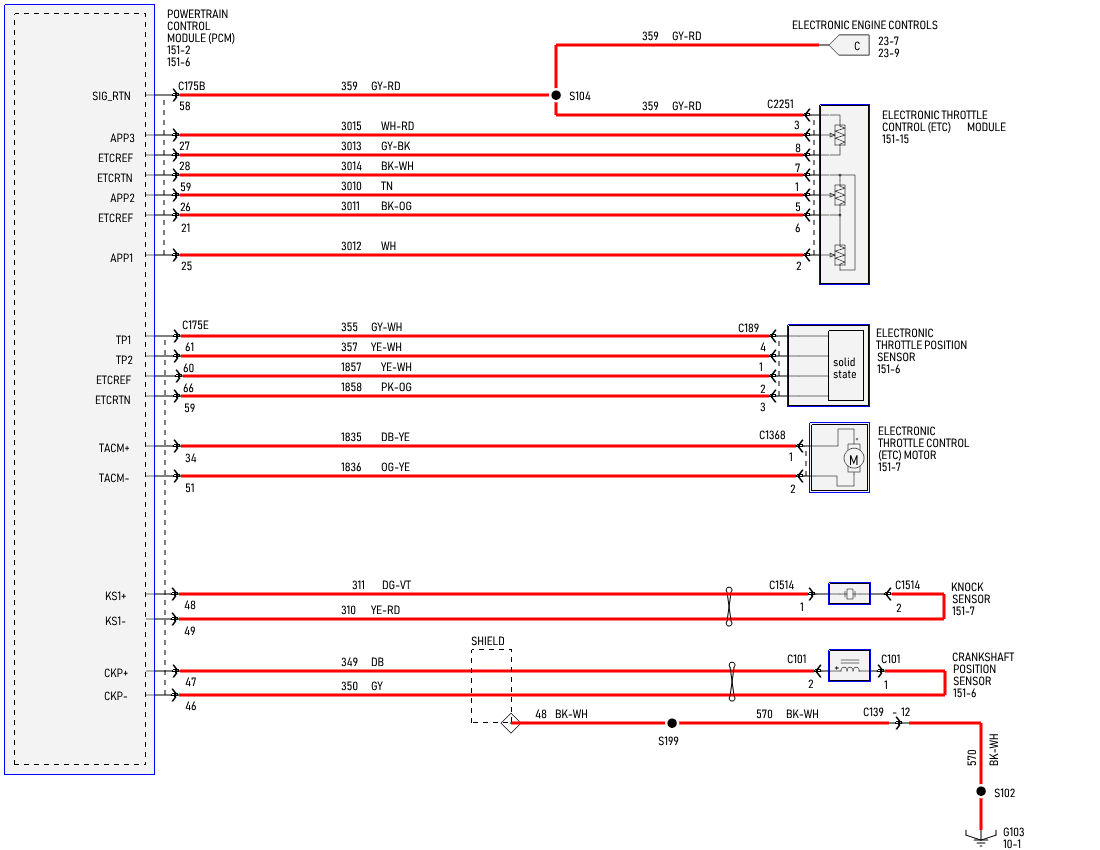 POWERTRAIN
CONTROL
MODULE (PCM)
151-2
151-6
ELECTRONIC ENGINE CONTROLS
359 GY-RD
C
23-7
23-9
SIG_RTN
C175B
58
359 GY-RD
S104
359 GY-RD
C2251
3
ELECTRONIC THROTTLE
CONTROL (ETC) MODULE
151-15
APP3
27
3015 WH-RD
8
ETCREF
28
3013 GY-BK
7
ETCRTN
59
3014 BK-WH
1
APP2
26
3010 TN
5
ETCREF
21
3011 BK-OG
6
APP1
25
3012 WH
2
C175E
TP1
61
355 GY-WH
C189
4
TP2
60
357 YE-WH
1
ETCREF
66
1857 YE-WH
2
ETCRTN
59
1858 PK-OG
3
solid
state
ELECTRONIC
THROTTLE POSITION
SENSOR
151-6
TACM+
34
1835 DB-YE
C1368
1
TACM-
51
1836 OG-YE
2
M
+
ELECTRONIC
THROTTLE CONTROL
(ETC) MOTOR
151-7
KS1+
48
311 DG-VT
C1514
1
C1514
2
KS1-
49
310 YE-RD
KNOCK
SENSOR
151-7
SHIELD
CKP+
47
349 DB
C101
2
+
C101
1
CKP-
46
350 GY
CRANKSHAFT
POSITION
SENSOR
151-6
48 BK-WH
S199
570 BK-WH
C139 - 12
570 BK-WH
S102
G103
10-1